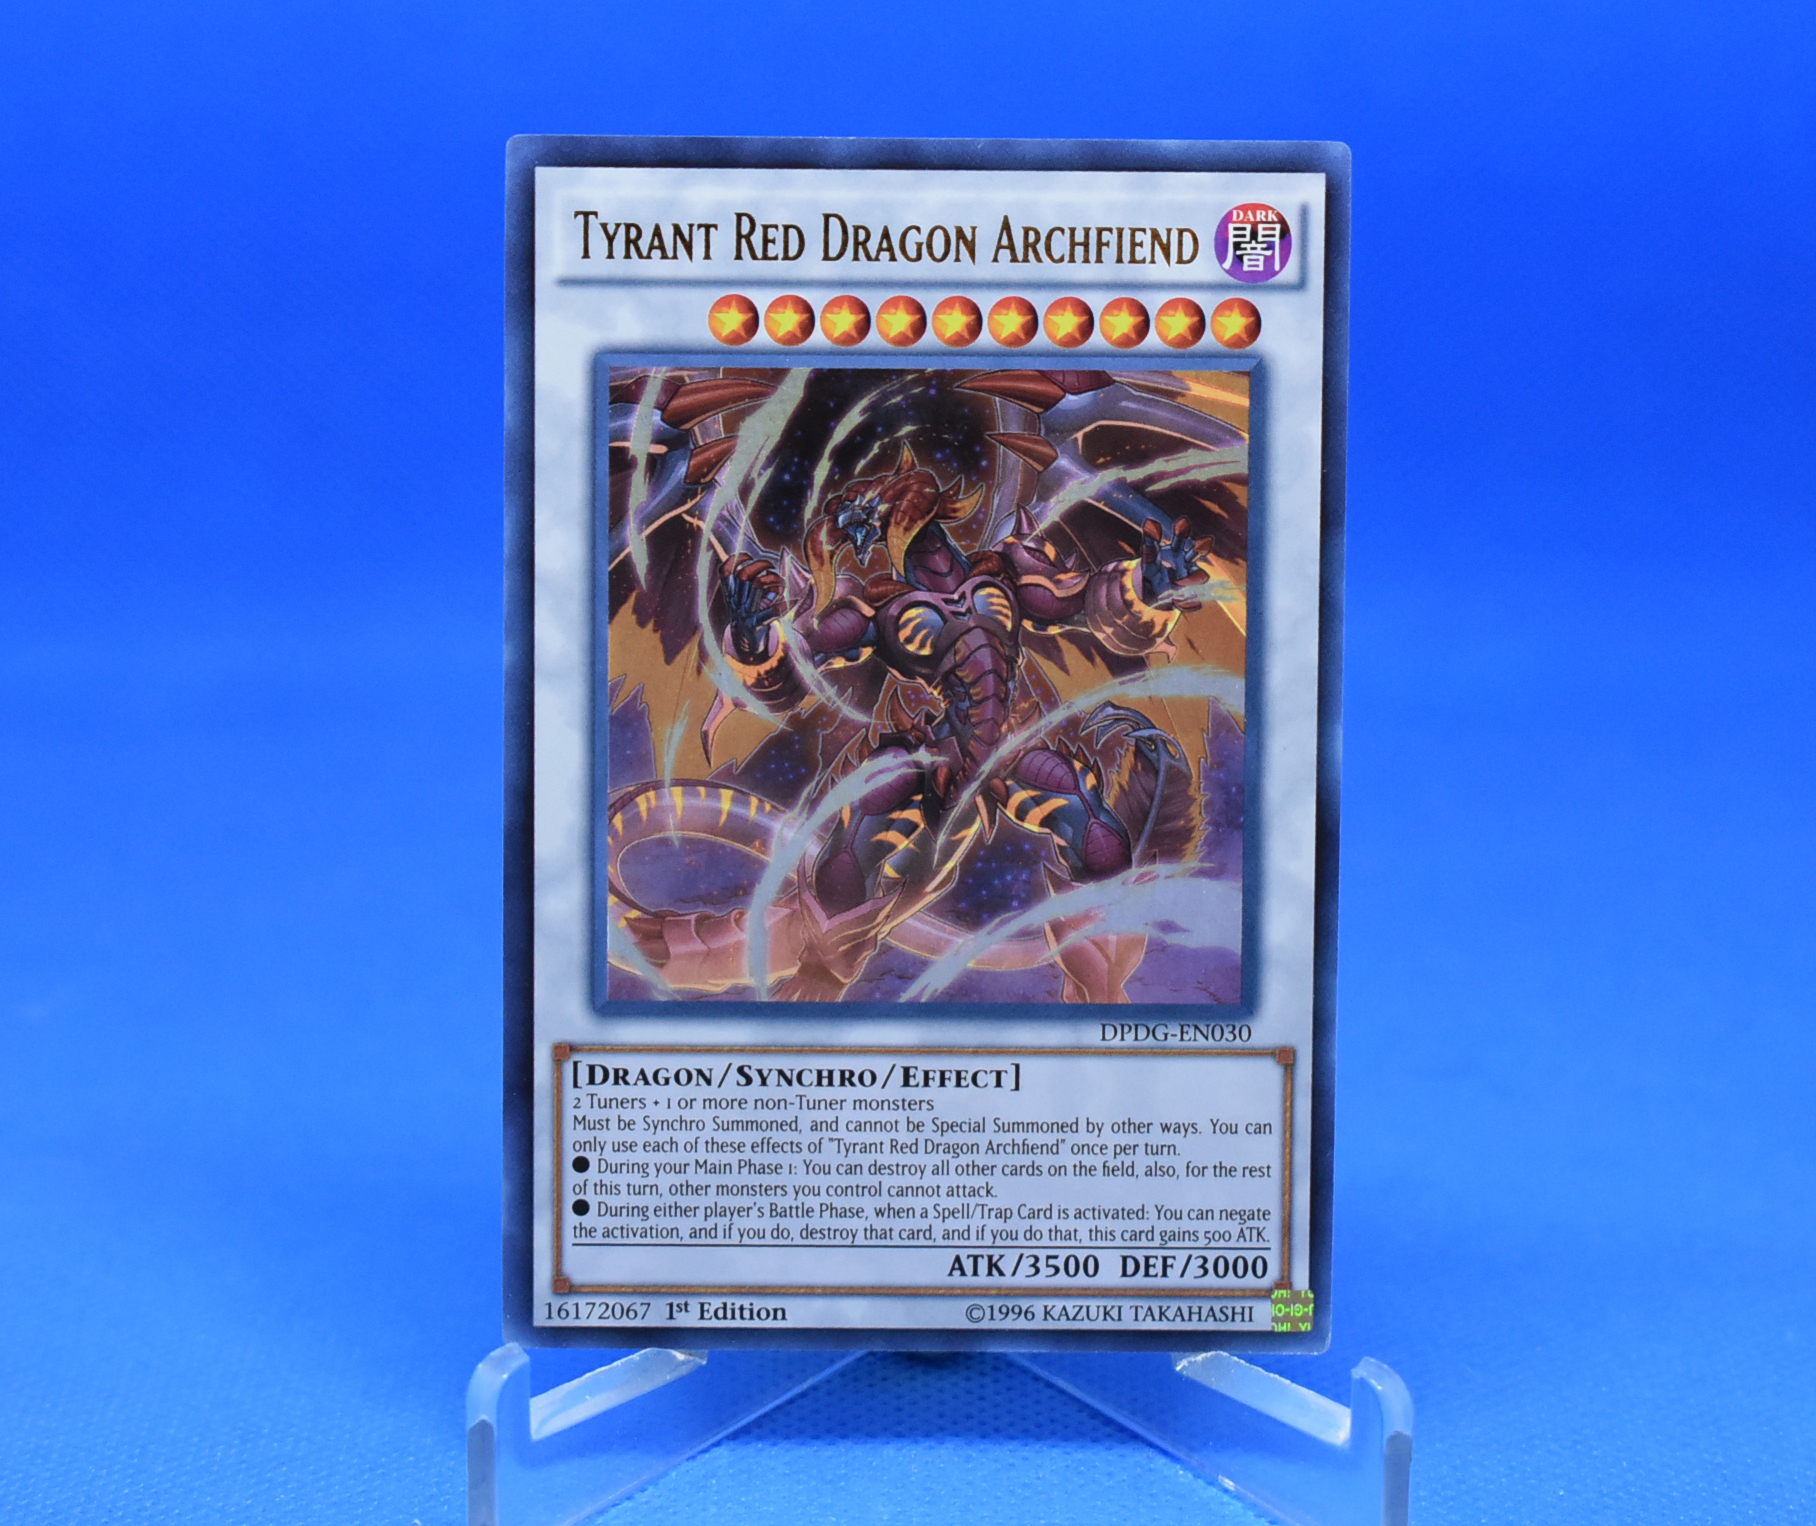 TYRANT RED DRAGON ARCHFIEND
DARK
闇
DPDG-EN030
[DRAGON/SYNCHRO/EFFECT]
2 Tuners + 1 or more non-Tuner monsters
Must be Synchro Summoned, and cannot be Special Summoned by other ways. You can
only use each of these effects of "Tyrant Red Dragon Archfiend" once per turn.
● During your Main Phase 1: You can destroy all other cards on the field, also, for the rest
of this turn, other monsters you control cannot attack.
● During either player's Battle Phase, when a Spell/Trap Card is activated: You can negate
the activation, and if you do, destroy that card, and if you do that, this card gains 500 ATK.
ATK/3500 DEF/3000
16172067 1st Edition ©1996 KAZUKI TAKAHASHI